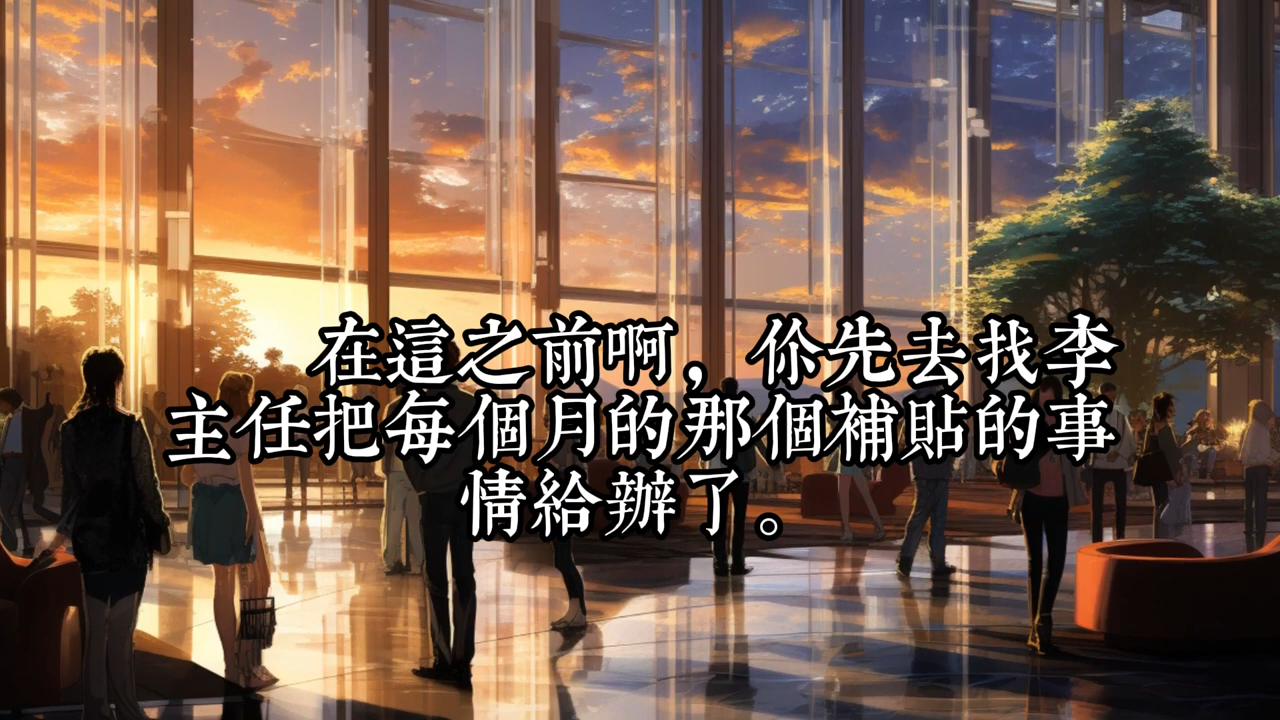 在這之前啊，你先去找李
主任把每個月的那個補貼的事
情給辦了。